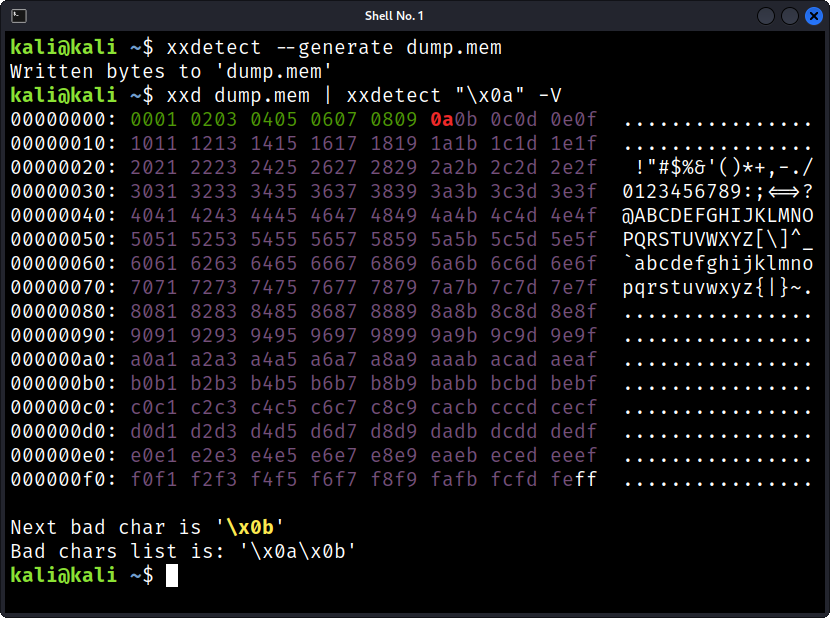 Shell No. 1
kali@kali ~$ xxdetect --generate dump.mem
Written bytes to 'dump.mem'
kali@kali ~$ xxd dump.mem | xxdetect "\x0a" -V
00000000: 0001 0203 0405 0607 0809 0a0b 0c0d 0e0f  ................
00000010: 1011 1213 1415 1617 1819 1a1b 1c1d 1e1f  ................
00000020: 2021 2223 2425 2627 2829 2a2b 2c2d 2e2f   !"#$%&'()*+,-./
00000030: 3031 3233 3435 3637 3839 3a3b 3c3d 3e3f  0123456789:;<=>?
00000040: 4041 4243 4445 4647 4849 4a4b 4c4d 4e4f  @ABCDEFGHIJKLMNO
00000050: 5051 5253 5455 5657 5859 5a5b 5c5d 5e5f  PQRSTUVWXYZ[\]^_
00000060: 6061 6263 6465 6667 6869 6a6b 6c6d 6e6f  `abcdefghijklmno
00000070: 7071 7273 7475 7677 7879 7a7b 7c7d 7e7f  pqrstuvwxyz{|}~.
00000080: 8081 8283 8485 8687 8889 8a8b 8c8d 8e8f  ................
00000090: 9091 9293 9495 9697 9899 9a9b 9c9d 9e9f  ................
000000a0: a0a1 a2a3 a4a5 a6a7 a8a9 aaab acad aeaf  ................
000000b0: b0b1 b2b3 b4b5 b6b7 b8b9 babb bcbd bebf  ................
000000c0: c0c1 c2c3 c4c5 c6c7 c8c9 cacb cccd cecf  ................
000000d0: d0d1 d2d3 d4d5 d6d7 d8d9 dadb dcdd dedf  ................
000000e0: e0e1 e2e3 e4e5 e6e7 e8e9 eaeb eced eeef  ................
000000f0: f0f1 f2f3 f4f5 f6f7 f8f9 fafb fcfd feff  ................
Next bad char is '\x0b'
Bad chars list is: '\x0a\x0b'
kali@kali ~$